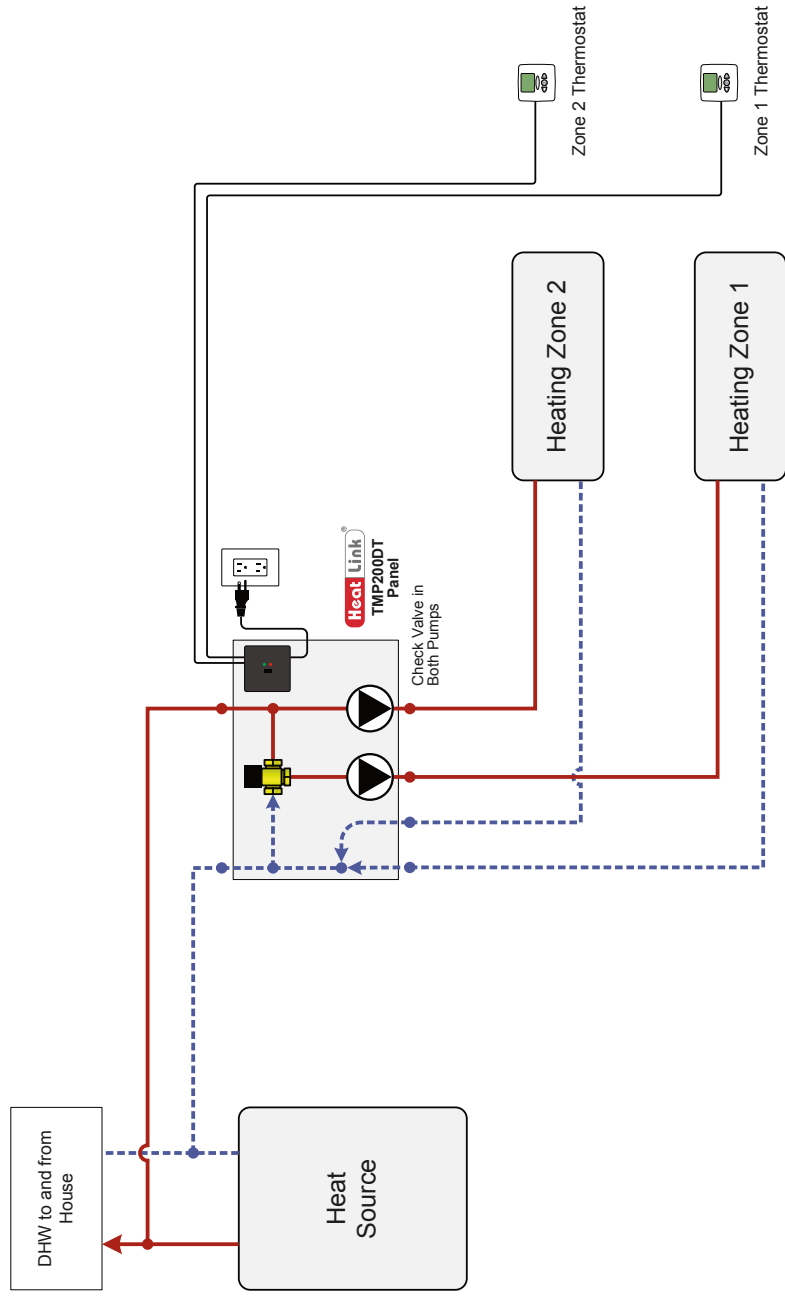 DHW to and from
House
Heat
Source
Heat Link®
TMP200DT
Panel
Check Valve in
Both Pumps
Heating Zone 2
Heating Zone 1
Zone 2 Thermostat
Zone 1 Thermostat